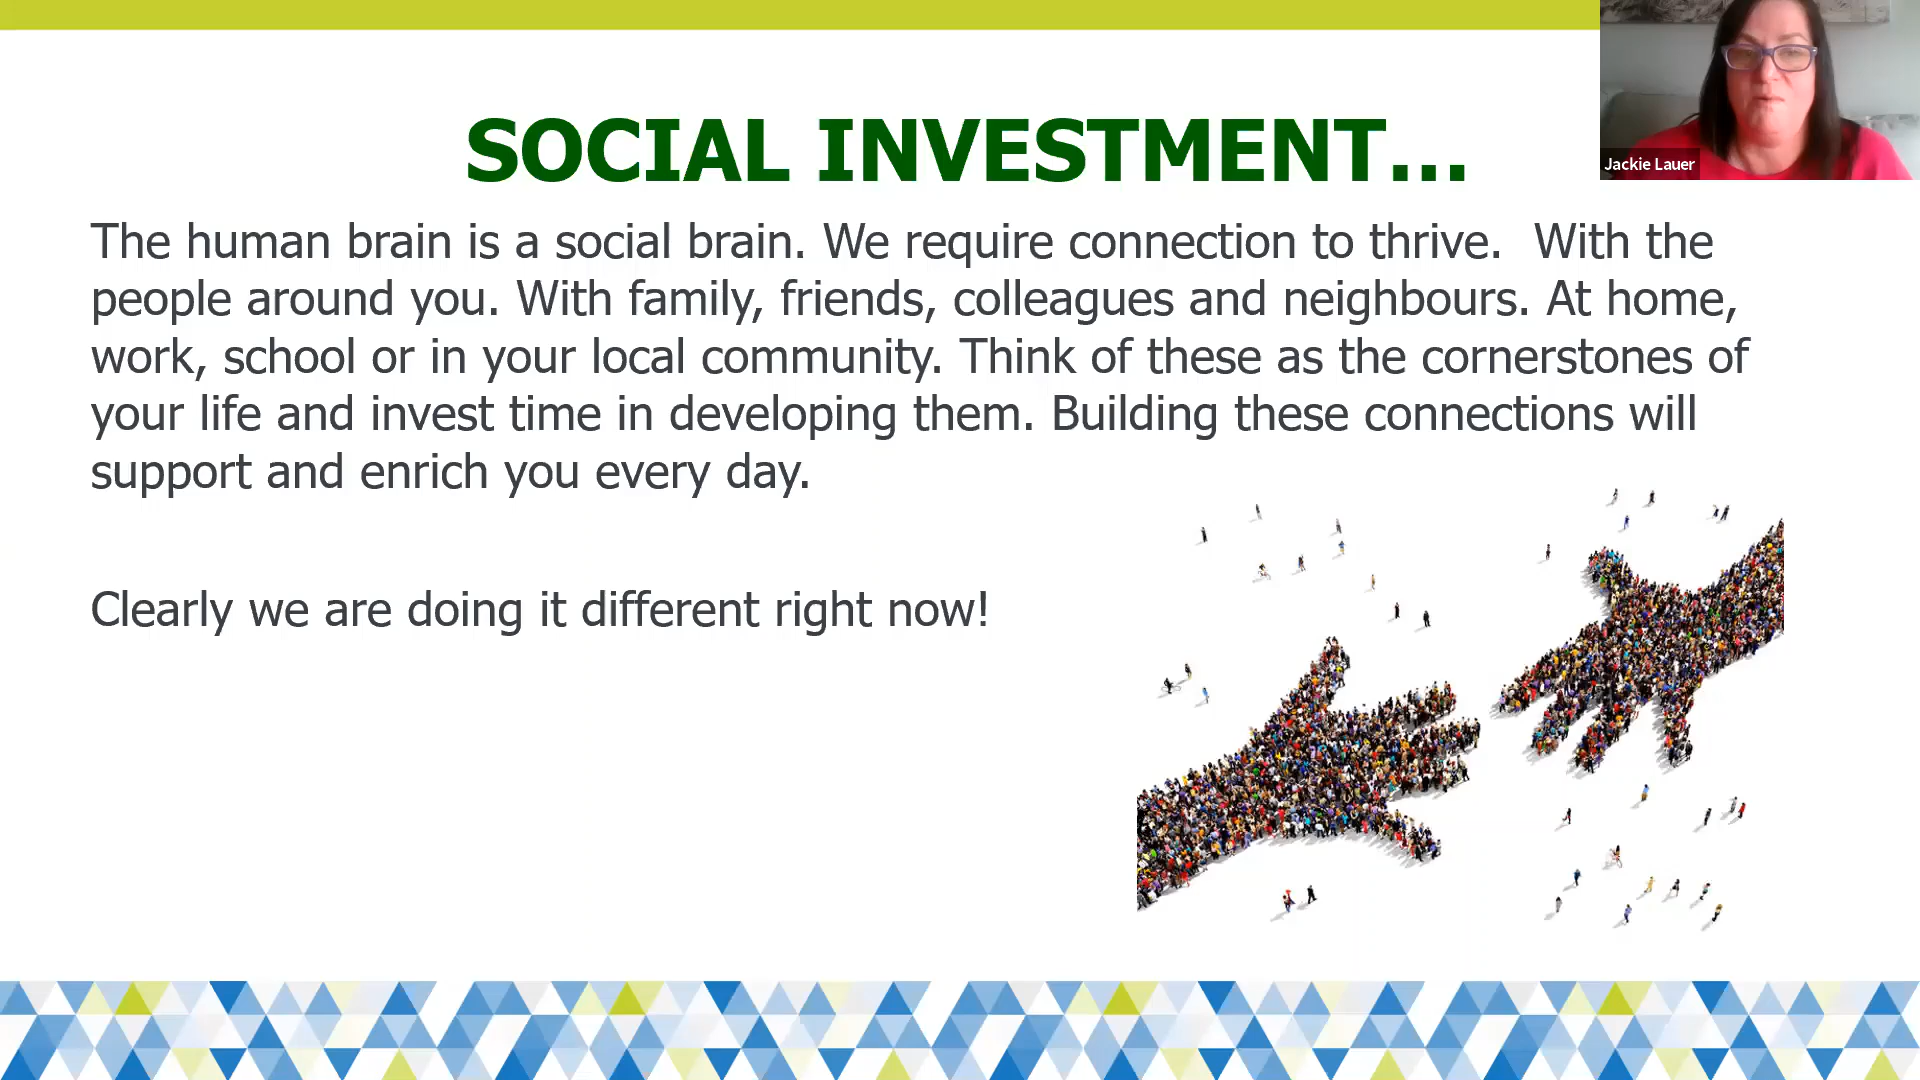 SOCIAL INVESTMENT...
Jackie Lauer
The human brain is a social brain. We require connection to thrive.  With the
people around you. With family, friends, colleagues and neighbours. At home,
work, school or in your local community. Think of these as the cornerstones of
your life and invest time in developing them. Building these connections will
support and enrich you every day.
Clearly we are doing it different right now!